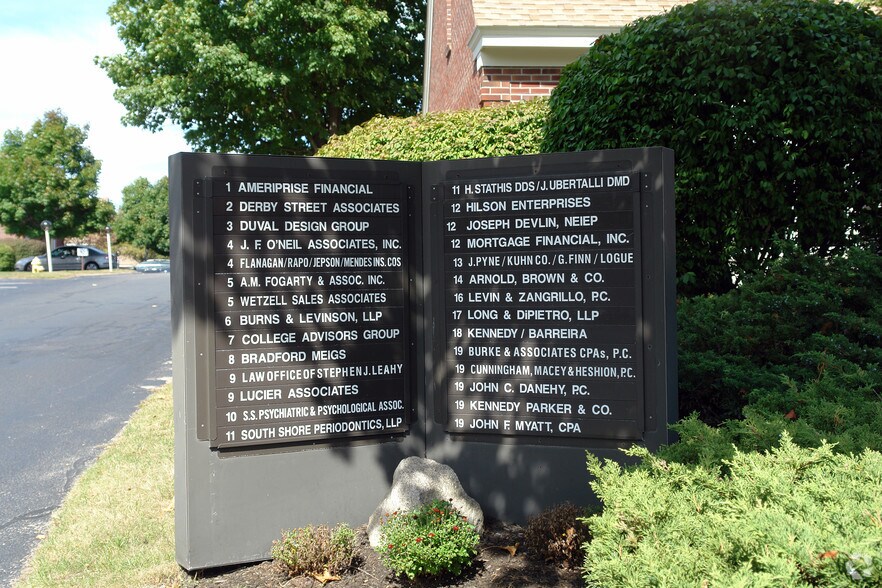 1 AMERIPRISE FINANCIAL
2 DERBY STREET ASSOCIATES
3 DUVAL DESIGN GROUP
4 J. F. O'NEIL ASSOCIATES, INC.
4 FLANAGAN/RAPO/JEPSON/MENDES INS.COS
5 A.M. FOGARTY & ASSOC. INC.
5 WETZELL SALES ASSOCIATES
6 BURNS & LEVINSON, LLP
7 COLLEGE ADVISORS GROUP
8 BRADFORD MEIGS
9 LAW OFFICE OF STEPHEN J. LEAHY
9 LUCIER ASSOCIATES
10 S.S. PSYCHIATRIC & PSYCHOLOGICAL ASSOC.
11 SOUTH SHORE PERIODONTICS, LLP
11 H. STATHIS DDS/J. UBERTALLI DMD
12 HILSON ENTERPRISES
12 JOSEPH DEVLIN, NEIEP
12 MORTGAGE FINANCIAL, INC.
13 J.PYNE/KUHN CO./G.FINN/LOGUE
14 ARNOLD, BROWN & CO.
16 LEVIN & ZANGRILLO, P.C.
17 LONG & DiPIETRO, LLP
18 KENNEDY/BARREIRA
19 BURKE & ASSOCIATES CPAs, P.C.
19 CUNNINGHAM, MACEY & HESHION, P.C.
19 JOHN C. DANEHY, P.C.
19 KENNEDY PARKER & CO.
19 JOHN F. MYATT, CPA